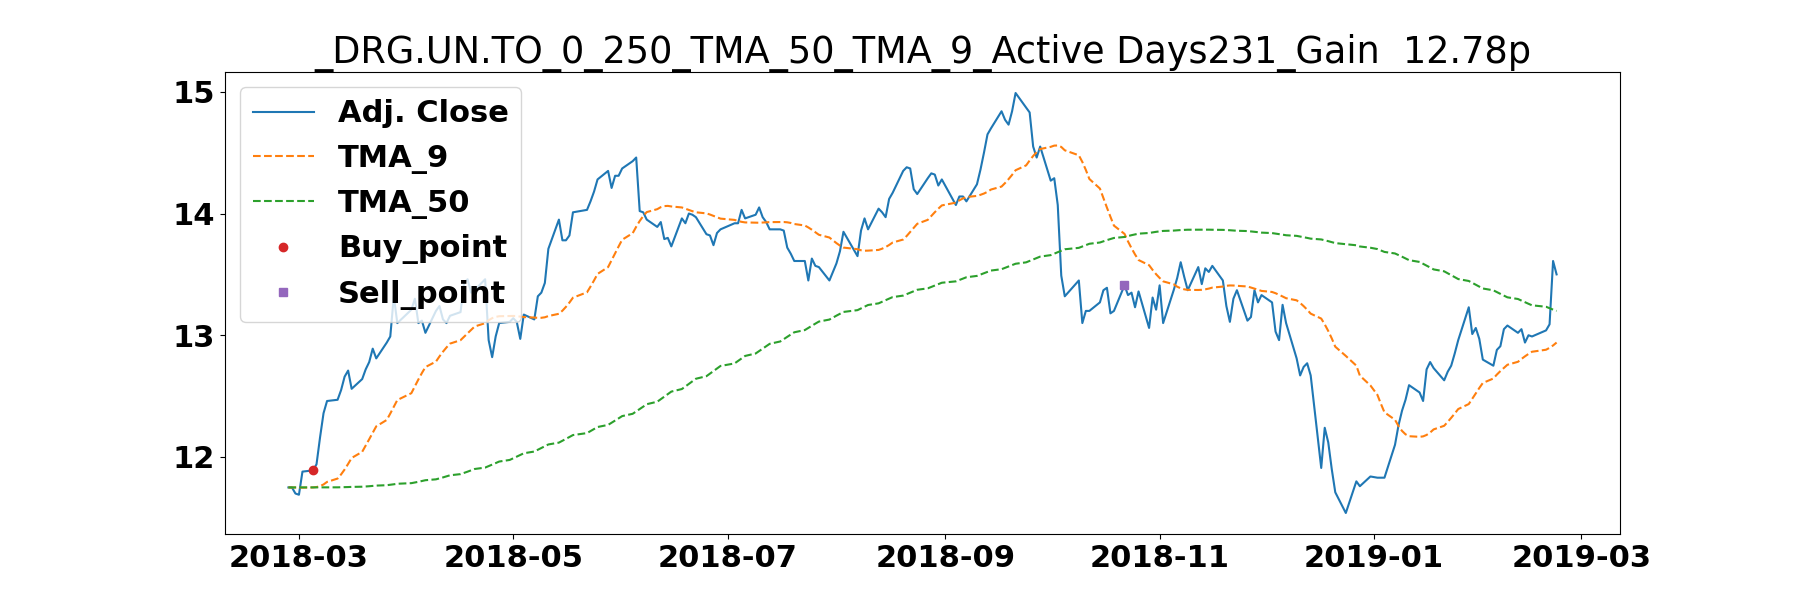 _DRG.UN.TO_0_250_TMA_50_TMA_9_Active Days231_Gain  12.78p
15
14
13
12
Adj. Close
TMA_9
TMA_50
Buy_point
Sell_point
2018-03 2018-05 2018-07 2018-09 2018-11 2019-01 2019-03